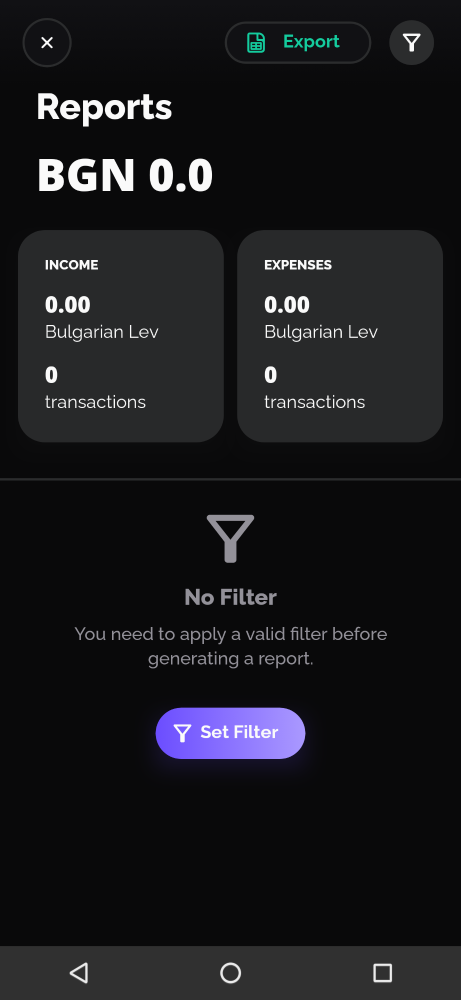 Export
Reports
BGN 0.0
INCOME
0.00
Bulgarian Lev
0
transactions
EXPENSES
0.00
Bulgarian Lev
0
transactions
No Filter
You need to apply a valid filter before
generating a report.
Set Filter